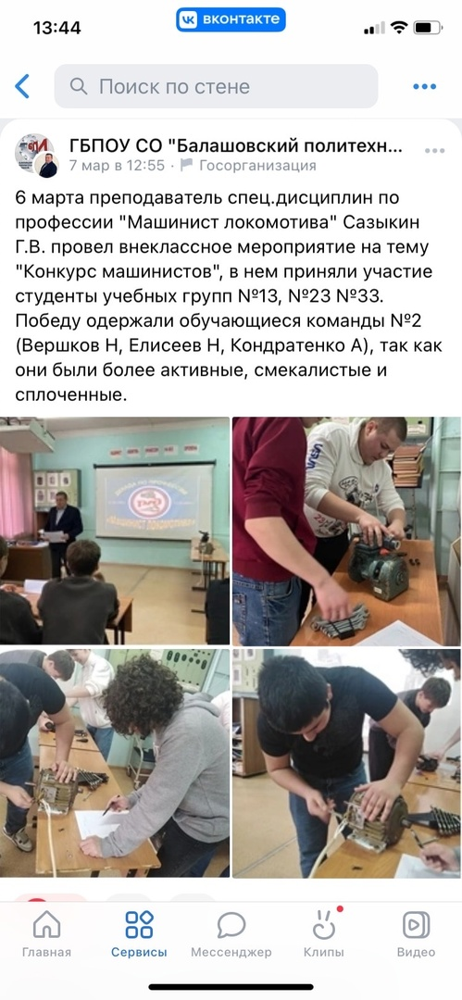 13:44
вконтакте
Поиск по стене
ГБПОУ СО "Балашовский политехн...
7 мар в 12:55 · Госорганизация
6 марта преподаватель спец.дисциплин по
профессии "Машинист локомотива" Сазыкин
Г.В. провел внеклассное мероприятие на тему
"Конкурс машинистов", в нем приняли участие
студенты учебных групп №13, №23 №33.
Победу одержали обучающиеся команды №2
(Вершков Н, Елисеев Н, Кондратенко А), так как
они были более активные, смекалистые и
сплоченные.
"МАШИНИСТ ЛОКОМОТИВА"
NASA
Главная
Сервисы
Мессенджер
Клипы
Видео